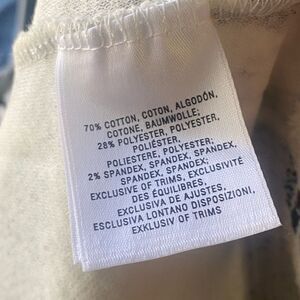 70% COTTON, COTON, ALGODÓN,
COTONE, BAUMWOLLE;
28% POLYESTER, POLYESTER,
POLIÉSTER,
POLIESTERE, POLYESTER;
2% SPANDEX, SPANDEX, SPANDEX,
SPANDEX, SPANDEX;
EXCLUSIVE OF TRIMS, EXCLUSIVITÉ
DES ÉQUILIBRES,
EXCLUSIVA DE AJUSTES,
ESCLUSIVA LONTANO DISPOSIZIONI,
EXKLUSIV OF TRIMS